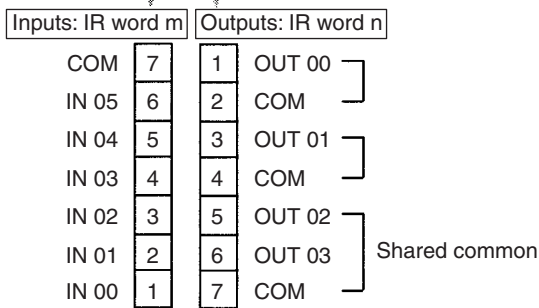 Inputs: IR word m Outputs: IR word n
COM 7 1 OUT 00
IN 05 6 2 COM
IN 04 5 3 OUT 01
IN 03 4 4 COM
IN 02 3 5 OUT 02
IN 01 2 6 OUT 03 Shared common
IN 00 1 7 COM